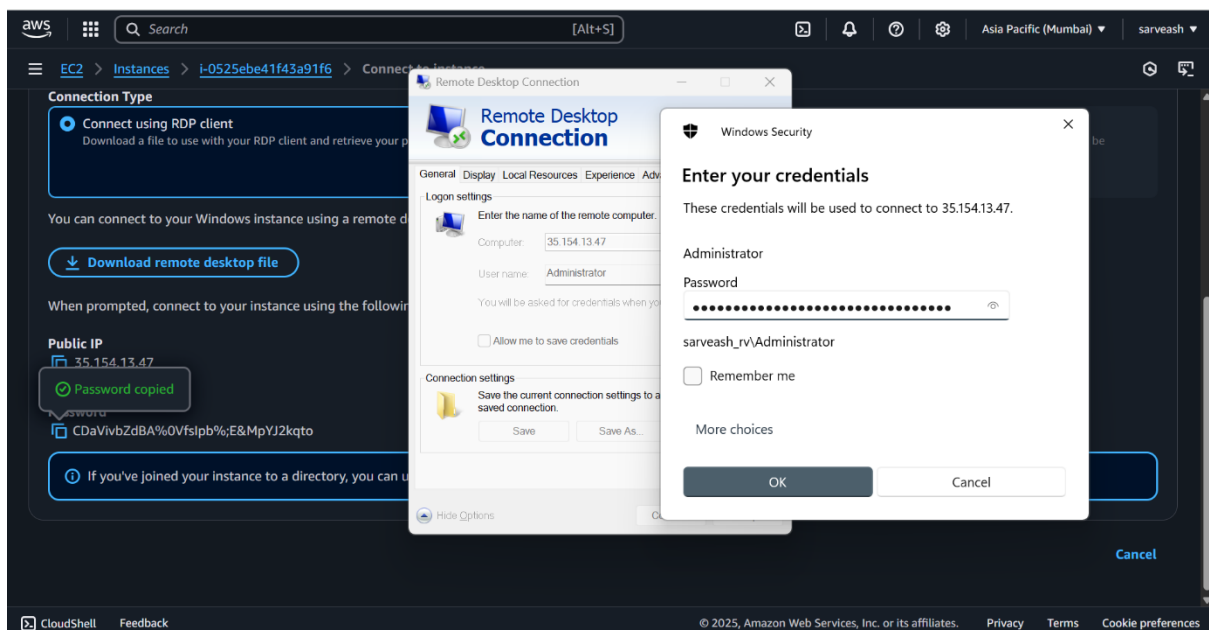 aws Search [Alt+S] Asia Pacific (Mumbai) sarveash
EC2 > Instances > i-0525ebe41f43a91f6 > Connect to instance
Connection Type
Connect using RDP client
Download a file to use with your RDP client and retrieve your p
be
You can connect to your Windows instance using a remote d
Download remote desktop file
When prompted, connect to your instance using the followin
Public IP
35.154.13.47
Password copied
Password
CDaVivbZdBA%0VfsIpb%;E&MpYJ2kqto
If you've joined your instance to a directory, you can u
Cancel
Remote Desktop Connection
Remote Desktop
Connection
General Display Local Resources Experience Adv
Logon settings
Enter the name of the remote computer.
Computer: 35.154.13.47
User name: Administrator
You will be asked for credentials when yo
Allow me to save credentials
Connection settings
Save the current connection settings to a
saved connection.
Save Save As...
Hide Options
Windows Security
Enter your credentials
These credentials will be used to connect to 35.154.13.47.
Administrator
Password
sarveash_rv\Administrator
Remember me
More choices
OK Cancel
CloudShell Feedback © 2025, Amazon Web Services, Inc. or its affiliates. Privacy Terms Cookie preferences